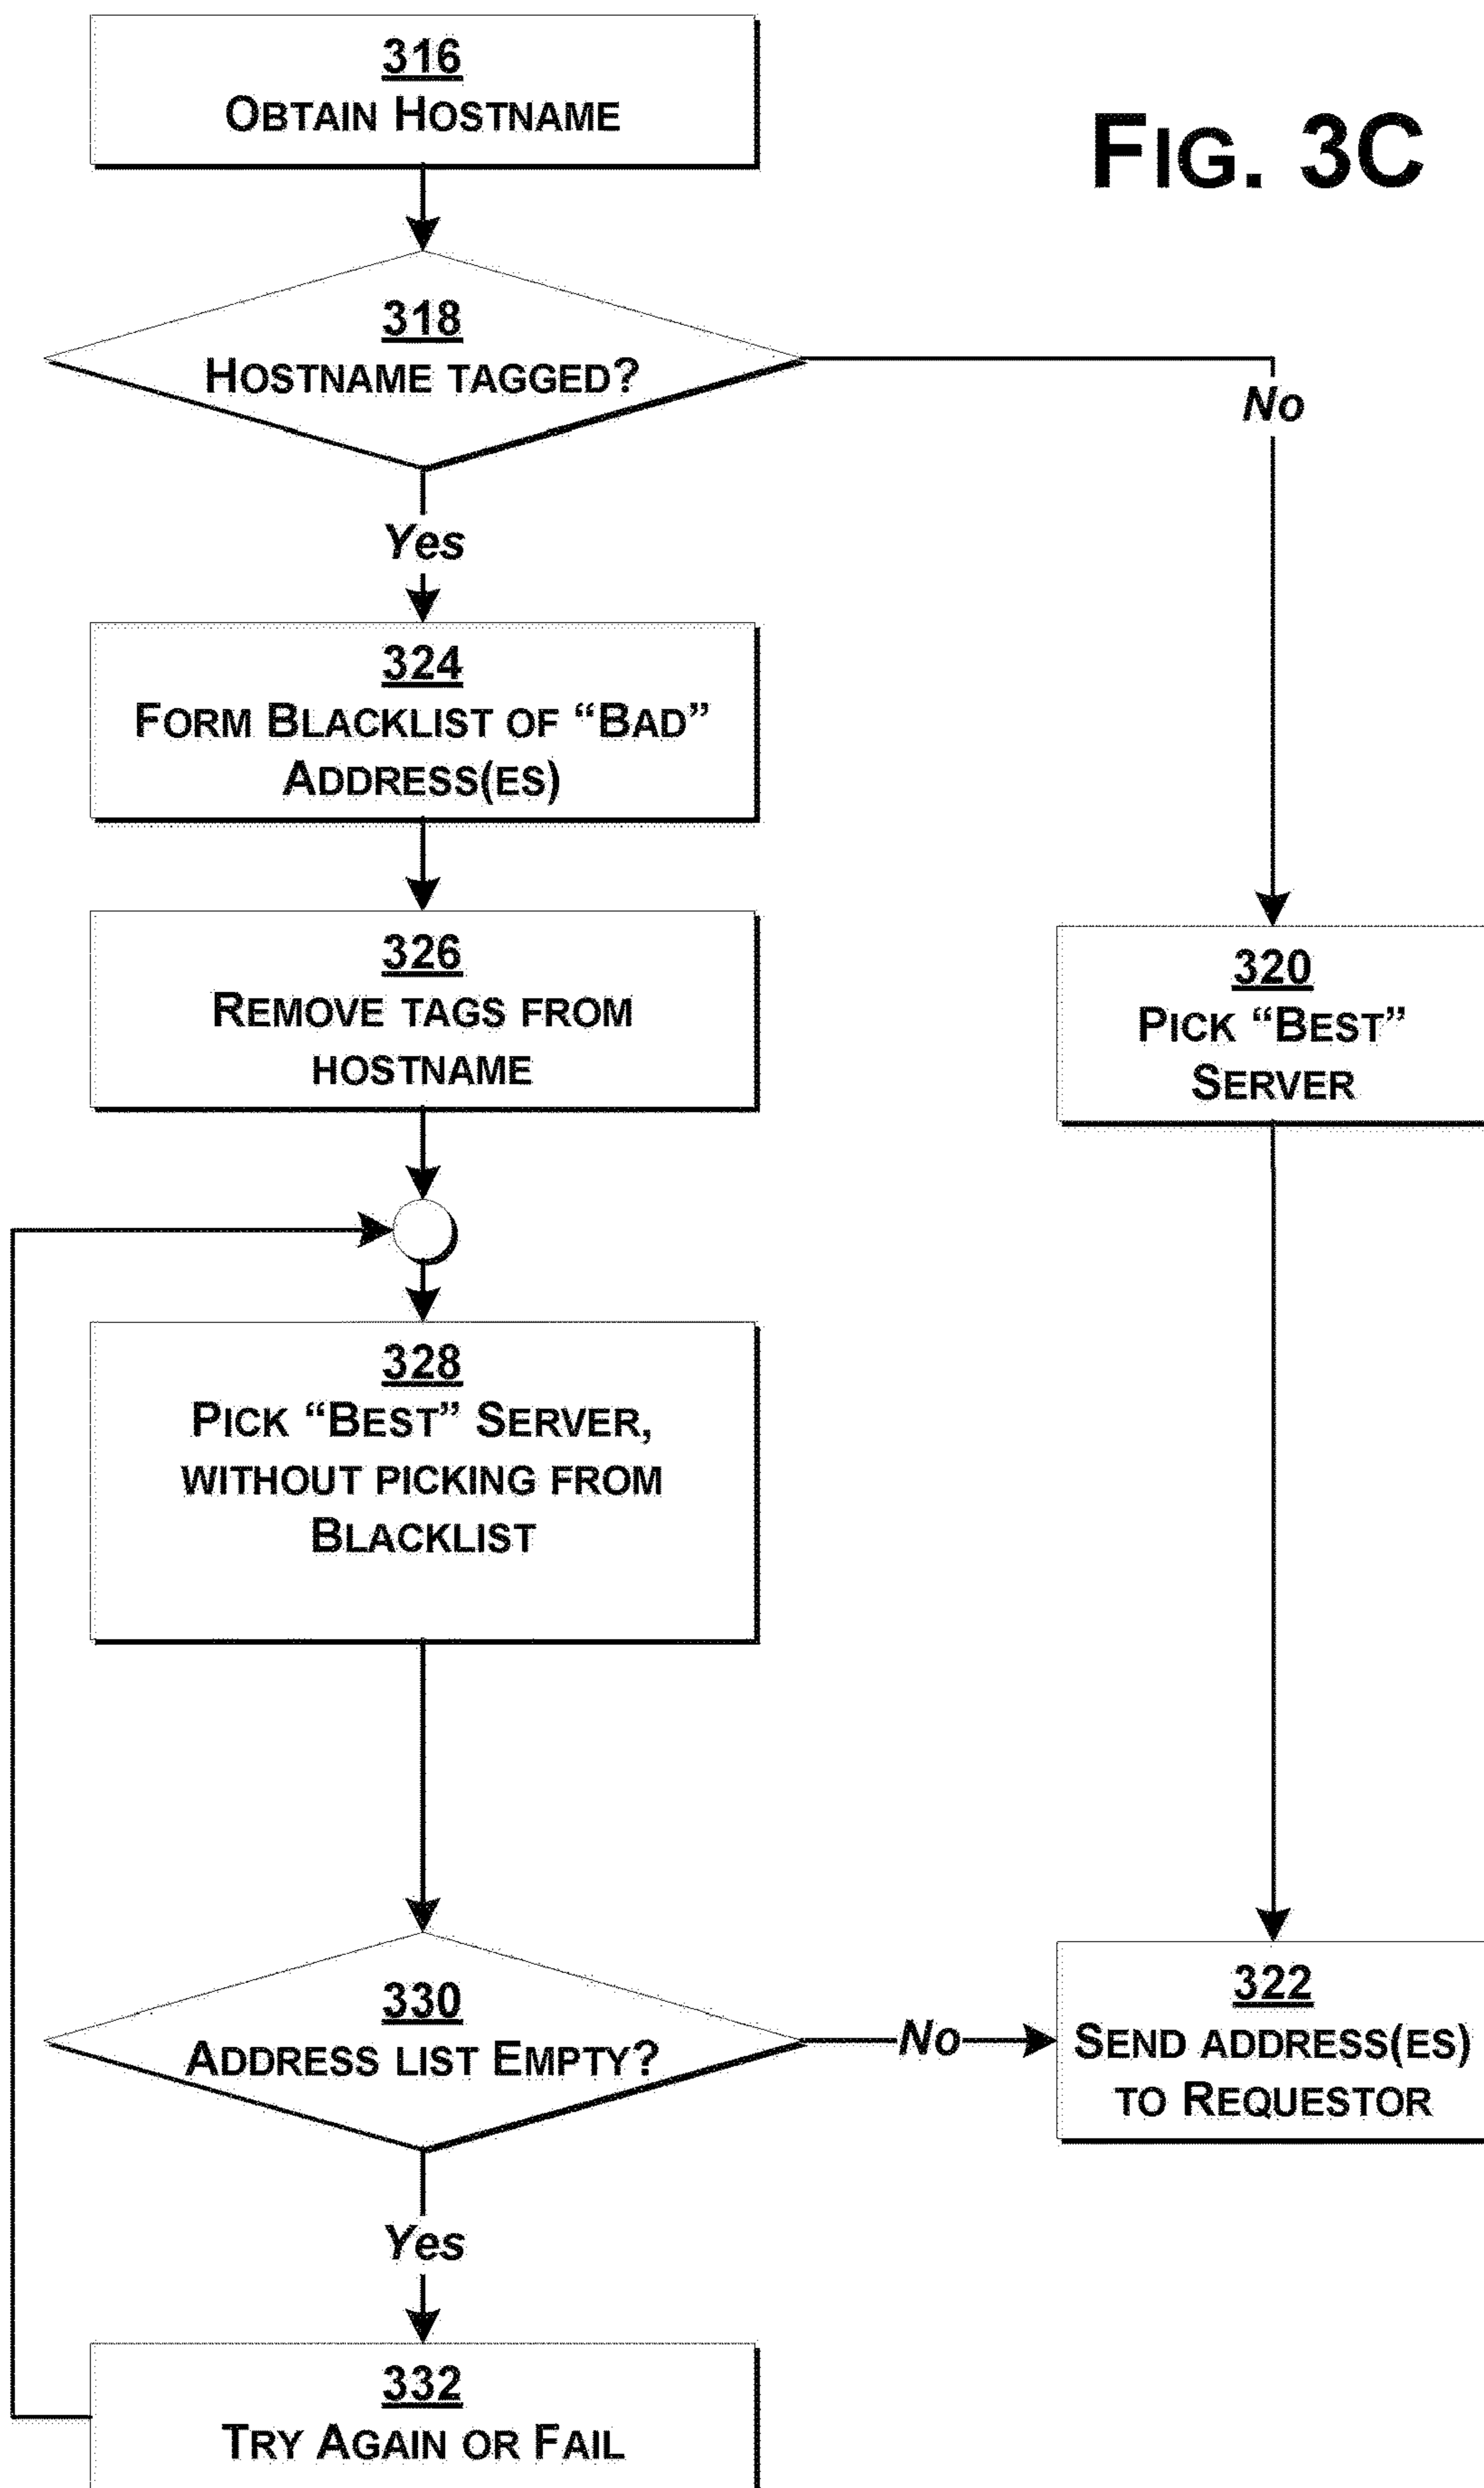 316
OBTAIN HOSTNAME
FIG. 3C
318
HOSTNAME TAGGED?
No
Yes
324
FORM BLACKLIST OF “BAD”
ADDRESS(ES)
326
REMOVE TAGS FROM
HOSTNAME
320
PICK “BEST”
SERVER
328
PICK “BEST” SERVER,
WITHOUT PICKING FROM
BLACKLIST
330
ADDRESS LIST EMPTY?
No
322
SEND ADDRESS(ES)
TO REQUESTOR
Yes
332
TRY AGAIN OR FAIL